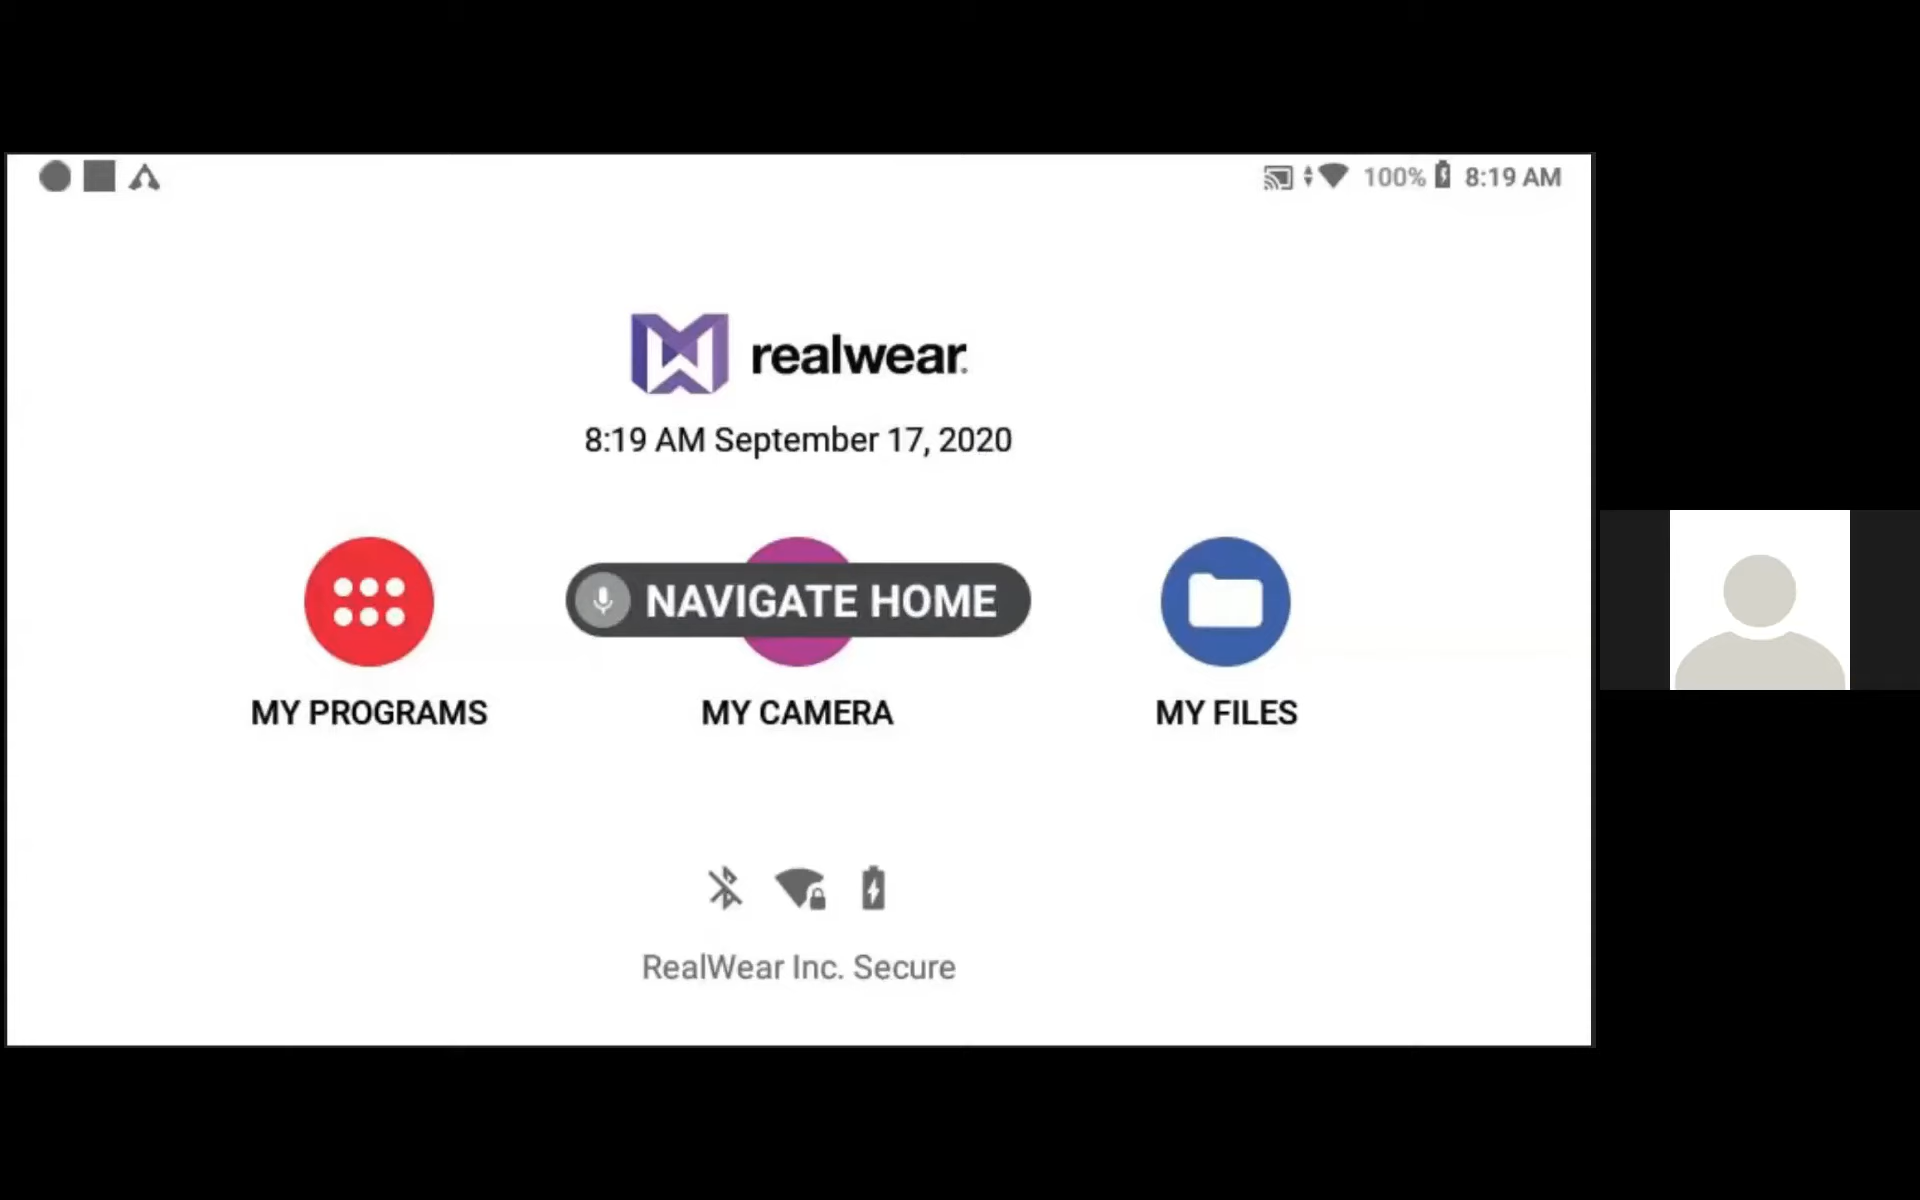 100% 8:19 AM
realwear.
8:19 AM September 17, 2020
NAVIGATE HOME
MY PROGRAMS
MY CAMERA
MY FILES
RealWear Inc. Secure